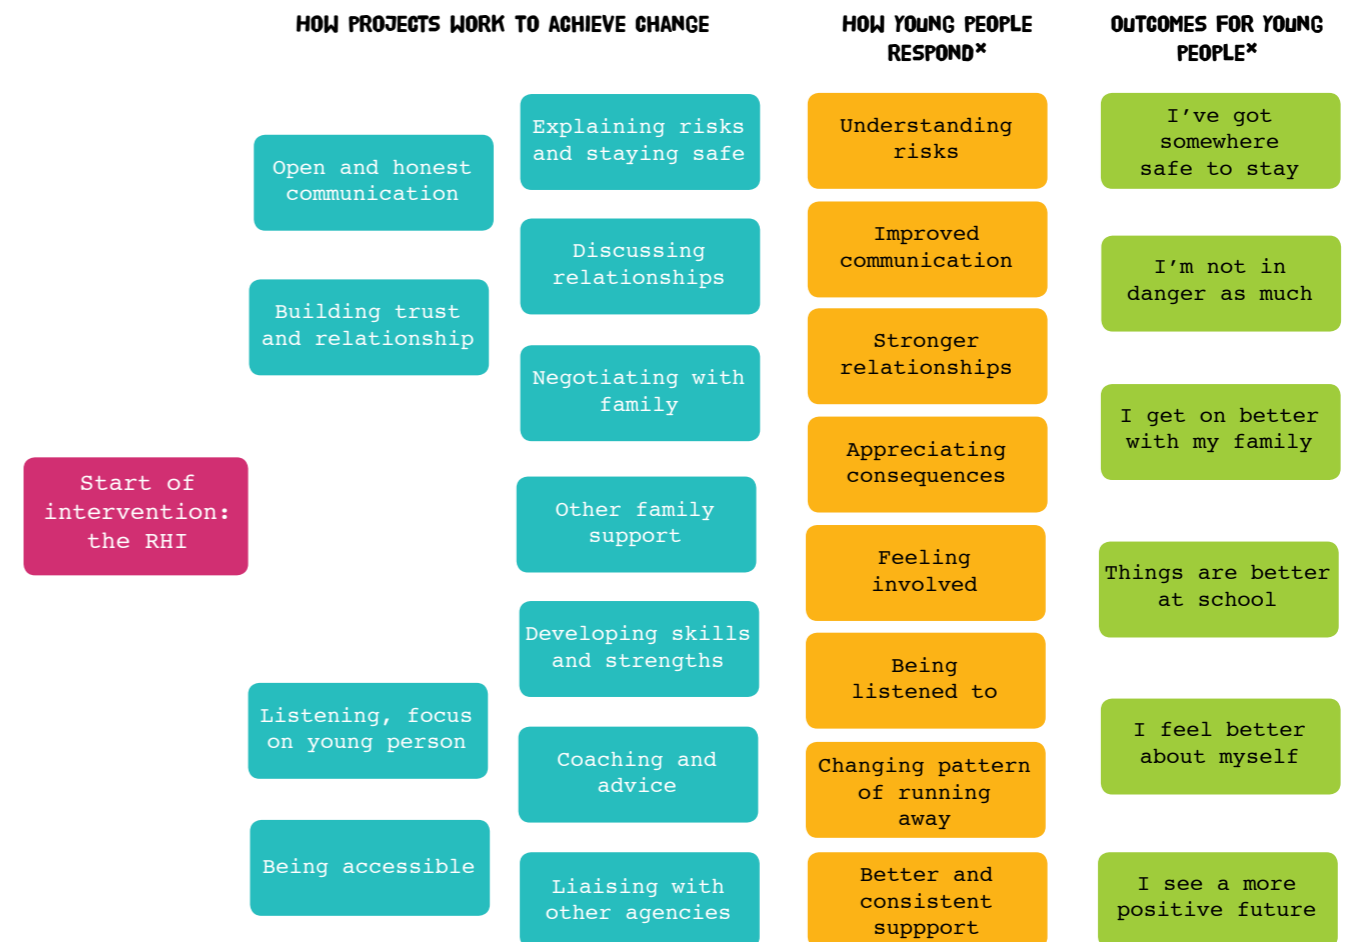 HOW PROJECTS WORK TO ACHIEVE CHANGE
HOW YOUNG PEOPLE
RESPOND*
OUTCOMES FOR YOUNG
PEOPLE*
Start of
intervention:
the RHI
Open and honest
communication
Building trust
and relationship
Listening, focus
on young person
Being accessible
Explaining risks
and staying safe
Discussing
relationships
Negotiating with
family
Other family
support
Developing skills
and strengths
Coaching and
advice
Liaising with
other agencies
Understanding
risks
Improved
communication
Stronger
relationships
Appreciating
consequences
Feeling
involved
Being
listened to
Changing pattern
of running
away
Better and
consistent
suppport
I've got
somewhere
safe to stay
I'm not in
danger as much
I get on better
with my family
Things are better
at school
I feel better
about myself
I see a more
positive future